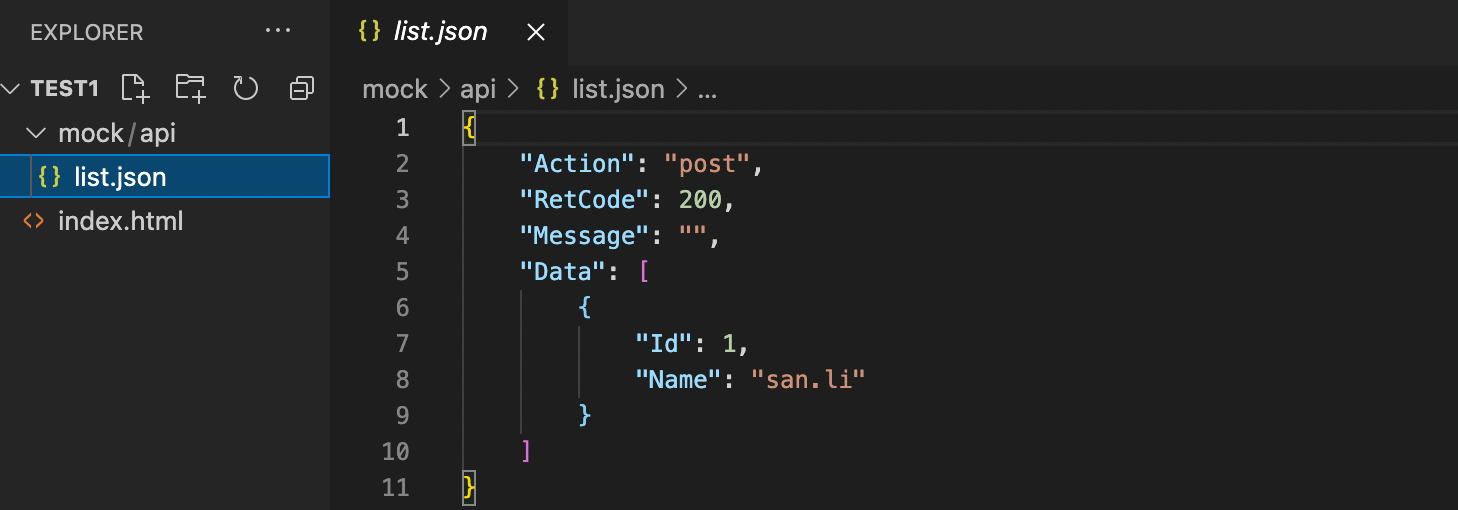 EXPLORER ...
TEST1
mock/api
{} list.json
<> index.html
{} list.json ×
mock > api > {} list.json > ...
1 {
2 "Action": "post",
3 "RetCode": 200,
4 "Message": "",
5 "Data": [
6 {
7 "Id": 1,
8 "Name": "san.li"
9 }
10 ]
11 }